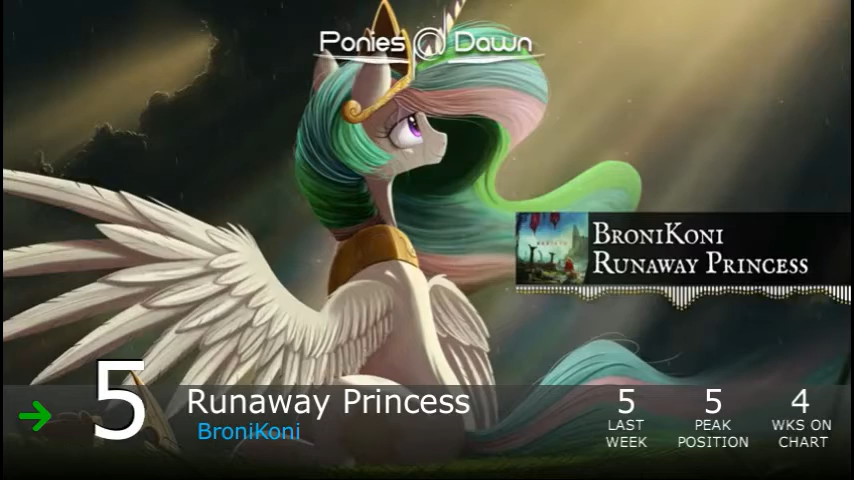 Ponies @ Dawn
BroniKoni
Runaway Princess
5
Runaway Princess
BroniKoni
5
LAST
WEEK
5
PEAK
POSITION
4
WKS ON
CHART